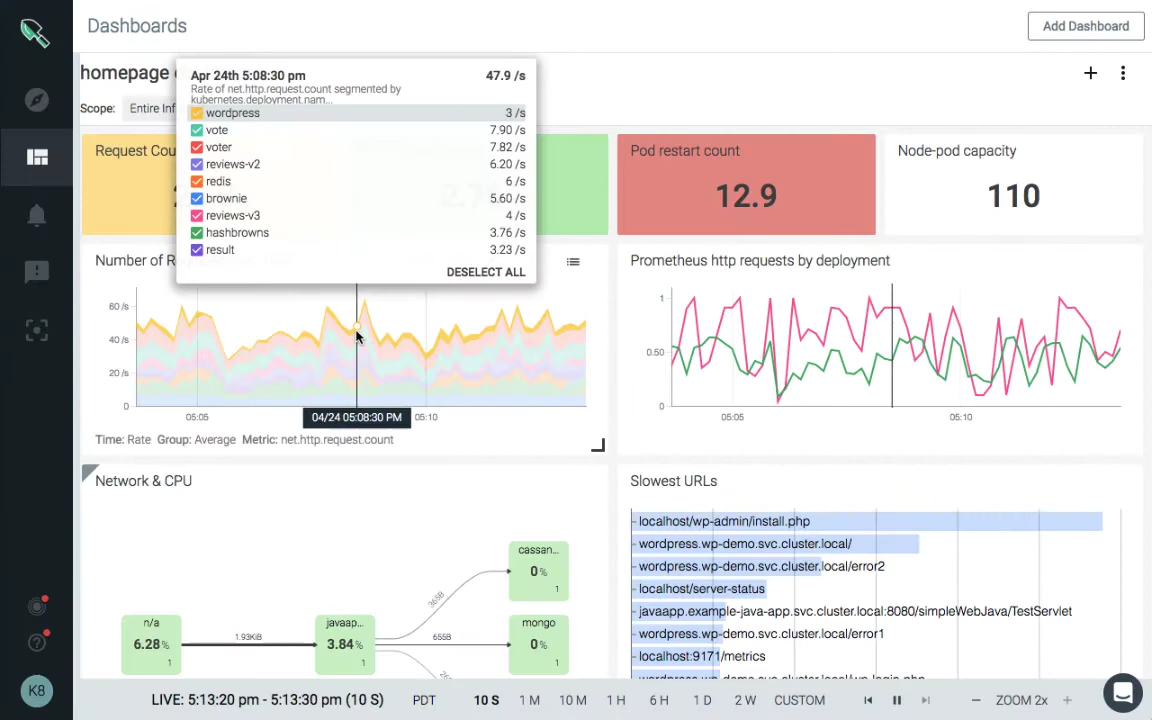 Dashboards
Add Dashboard
homepage
Scope: Entire Inf
Apr 24th 5:08:30 pm 47.9 /s
Rate of net.http.request.count segmented by
kubernetes.deployment.nam...
wordpress 3 /s
vote 7.90 /s
voter 7.82 /s
reviews-v2 6.20 /s
redis 6 /s
brownie 5.60 /s
reviews-v3 4 /s
hashbrowns 3.76 /s
result 3.23 /s
DESELECT ALL
Request Cou
Pod restart count
12.9
Node-pod capacity
110
Number of R
60 /s
40 /s
20 /s
0
05:05
04/24 05:08:30 PM
05:10
Time: Rate Group: Average Metric: net.http.request.count
Prometheus http requests by deployment
1
0.50
0
05:05
05:10
Network & CPU
n/a
6.28 %
1
1.93KiB
javaap...
3.84 %
1
365B
655B
cassan...
0 %
1
mongo
0 %
1
Slowest URLs
localhost/wp-admin/install.php
wordpress.wp-demo.svc.cluster.local/
wordpress.wp-demo.svc.cluster.local/error2
localhost/server-status
javaapp.example-java-app.svc.cluster.local:8080/simpleWebJava/TestServlet
wordpress.wp-demo.svc.cluster.local/error1
localhost:9171/metrics
wordpress.wp-demo.svc.cluster.local/wp-login.php
K8
LIVE: 5:13:20 pm - 5:13:30 pm (10 S) PDT 10 S 1 M 10 M 1 H 6 H 1 D 2 W CUSTOM ZOOM 2x